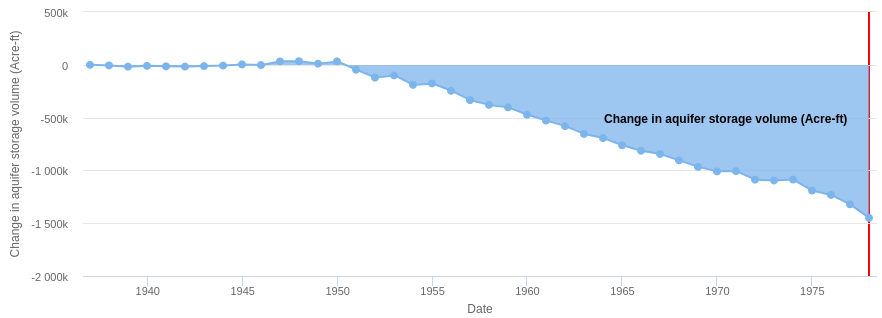 Change in aquifer storage volume (Acre-ft)
500k
0
-500k
-1 000k
-1 500k
-2 000k
Change in aquifer storage volume (Acre-ft)
1940 1945 1950 1955 1960 1965 1970 1975
Date